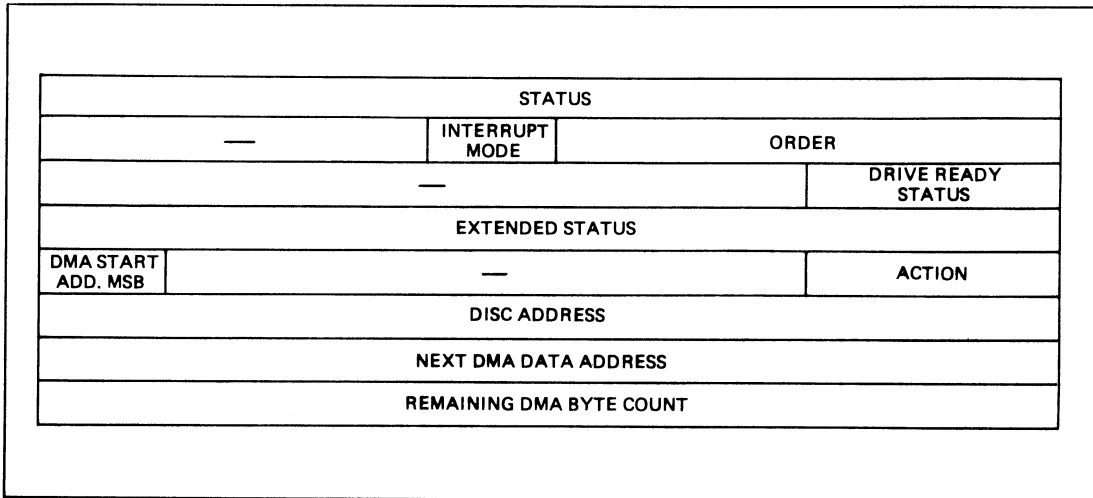 STATUS
—
INTERRUPT
MODE
ORDER
—
DRIVE READY
STATUS
EXTENDED STATUS
DMA START
ADD. MSB
—
ACTION
DISC ADDRESS
NEXT DMA DATA ADDRESS
REMAINING DMA BYTE COUNT